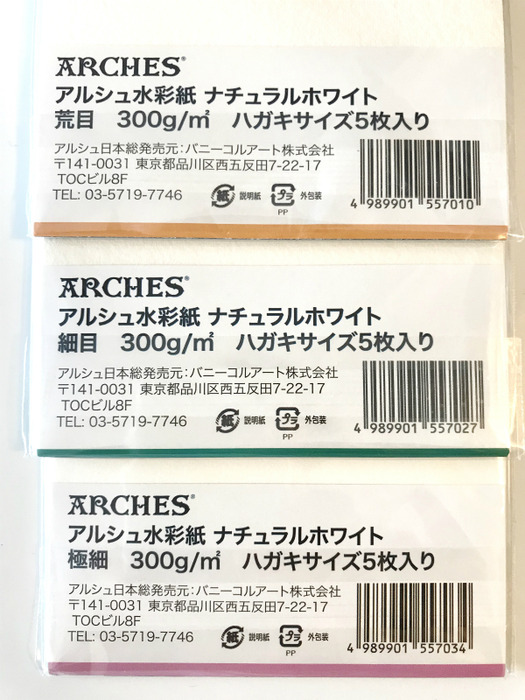 ARCHES®
アルシュ水彩紙 ナチュラルホワイト
荒目 300g/㎡ ハガキサイズ5枚入り
アルシュ日本総発売元：バニーコルアート株式会社
〒141-0031 東京都品川区西五反田7-22-17
TOCビル8F
TEL: 03-5719-7746 紙 説明紙 プラ PP 外包装
4 989901 557010
ARCHES®
アルシュ水彩紙 ナチュラルホワイト
細目 300g/㎡ ハガキサイズ5枚入り
アルシュ日本総発売元：バニーコルアート株式会社
〒141-0031 東京都品川区西五反田7-22-17
TOCビル8F
TEL: 03-5719-7746 紙 説明紙 プラ PP 外包装
4 989901 557027
ARCHES®
アルシュ水彩紙 ナチュラルホワイト
極細 300g/㎡ ハガキサイズ5枚入り
アルシュ日本総発売元：バニーコルアート株式会社
〒141-0031 東京都品川区西五反田7-22-17
TOCビル8F
TEL: 03-5719-7746 紙 説明紙 プラ PP 外包装
4 989901 557034